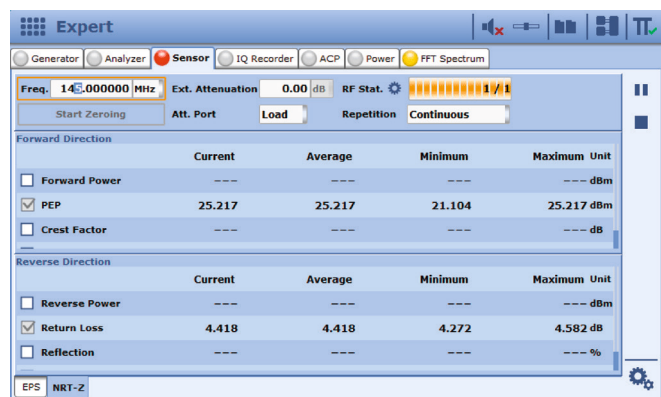 Expert
Generator Analyzer Sensor IQ Recorder ACP Power FFT Spectrum
Freq. 145.000000 MHz Ext. Attenuation 0.00 dB RF Stat. 1/1
Start Zeroing Att. Port Load Repetition Continuous
Forward Direction
Current Average Minimum Maximum Unit
Forward Power --- --- --- --- dBm
PEP 25.217 25.217 21.104 25.217 dBm
Crest Factor --- --- --- --- dB
Reverse Direction
Current Average Minimum Maximum Unit
Reverse Power --- --- --- --- dBm
Return Loss 4.418 4.418 4.272 4.582 dB
Reflection --- --- --- --- %
EPS NRT-Z